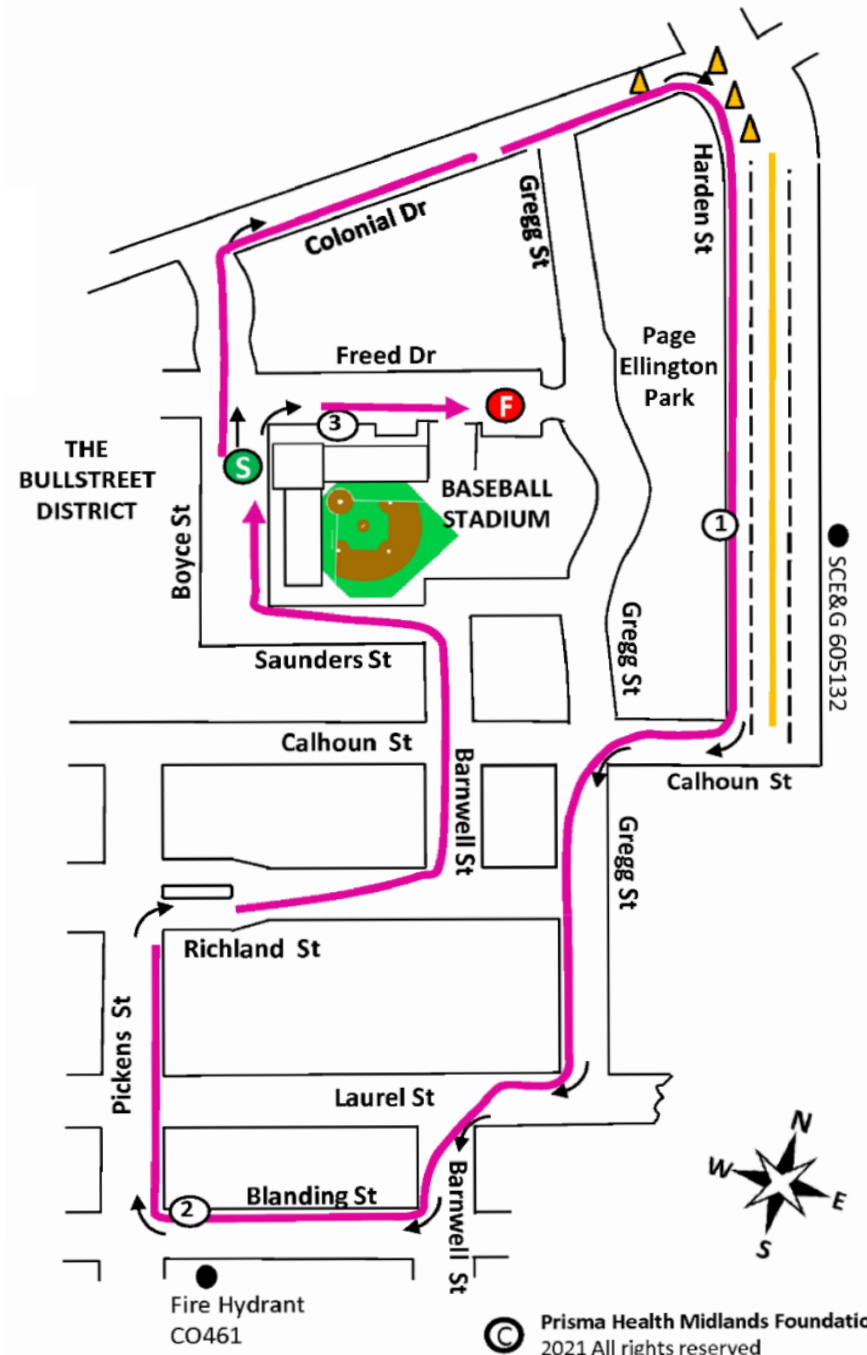 Colonial Dr
Gregg St
Harden St
Freed Dr
Page
Ellington
Park
F
3
THE
BULLSTREET
DISTRICT
S
BASEBALL
STADIUM
Boyce St
1
SCE&G 605132
Gregg St
Saunders St
Calhoun St
Barnwell St
Calhoun St
Gregg St
Richland St
Pickens St
Laurel St
Barnwell St
Blanding St
2
N
W
E
S
Fire Hydrant
CO461
C
Prisma Health Midlands Foundatio
2021 All rights reserved